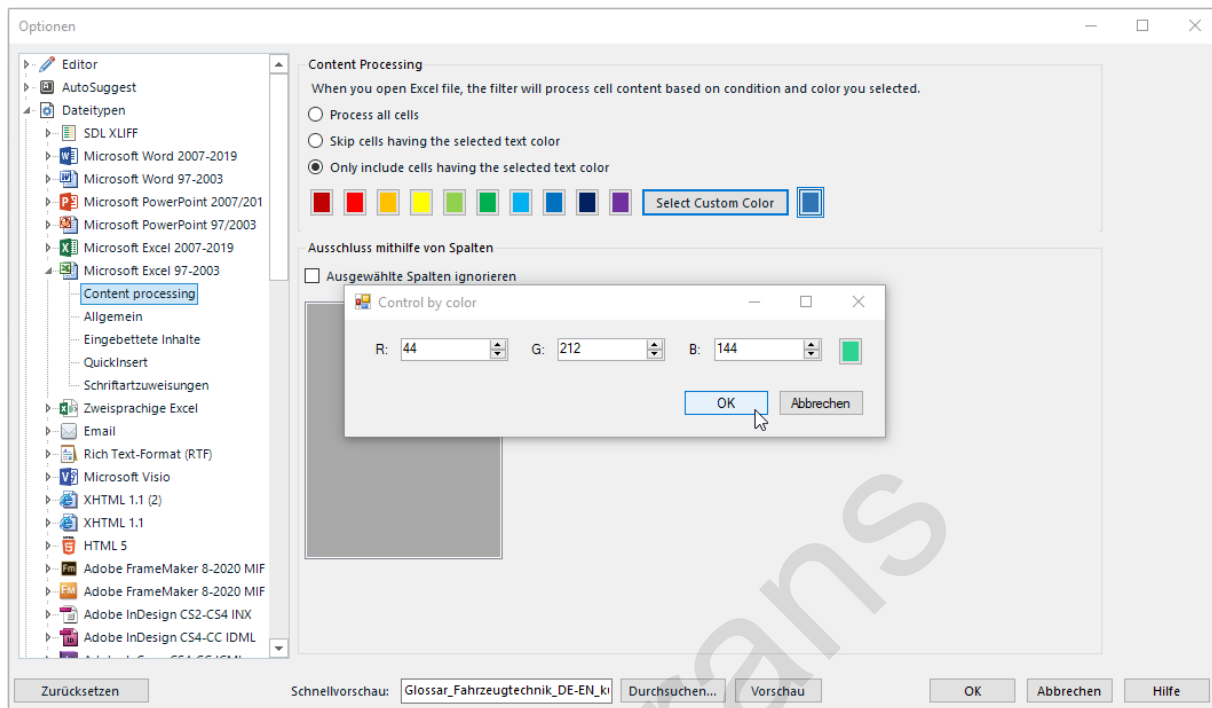 Optionen
Editor
AutoSuggest
Dateitypen
SDL XLIFF
Microsoft Word 2007-2019
Microsoft Word 97-2003
Microsoft PowerPoint 2007/201
Microsoft PowerPoint 97/2003
Microsoft Excel 2007-2019
Microsoft Excel 97-2003
Content processing
Allgemein
Eingebettete Inhalte
QuickInsert
Schriftartzuweisungen
Zweisprachige Excel
Email
Rich Text-Format (RTF)
Microsoft Visio
XHTML 1.1 (2)
XHTML 1.1
HTML 5
Adobe FrameMaker 8-2020 MIF
Adobe FrameMaker 8-2020 MIF
Adobe InDesign CS2-CS4 INX
Adobe InDesign CS4-CC IDML
Content Processing
When you open Excel file, the filter will process cell content based on condition and color you selected.
Process all cells
Skip cells having the selected text color
Only include cells having the selected text color
Select Custom Color
Ausschluss mithilfe von Spalten
Ausgewählte Spalten ignorieren
Control by color
R: 44 G: 212 B: 144
OK Abbrechen
rans
Zurücksetzen Schnellvorschau: Glossar_Fahrzeugtechnik_DE-EN_k Durchsuchen... Vorschau OK Abbrechen Hilfe